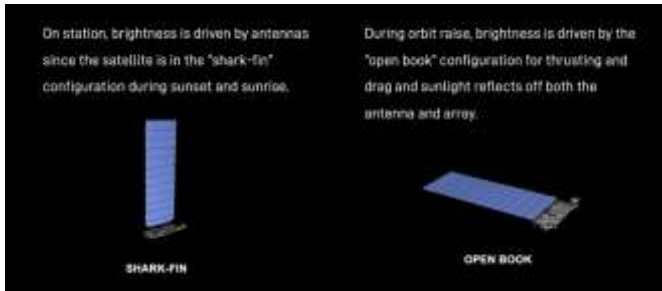 On station, brightness is driven by antennas
since the satellite is in the "shark-fin"
configuration during sunset and sunrise.
During orbit raise, brightness is driven by the
"open book" configuration for thrusting and
drag and sunlight reflects off both the
antenna and array.
SHARK-FIN
OPEN BOOK